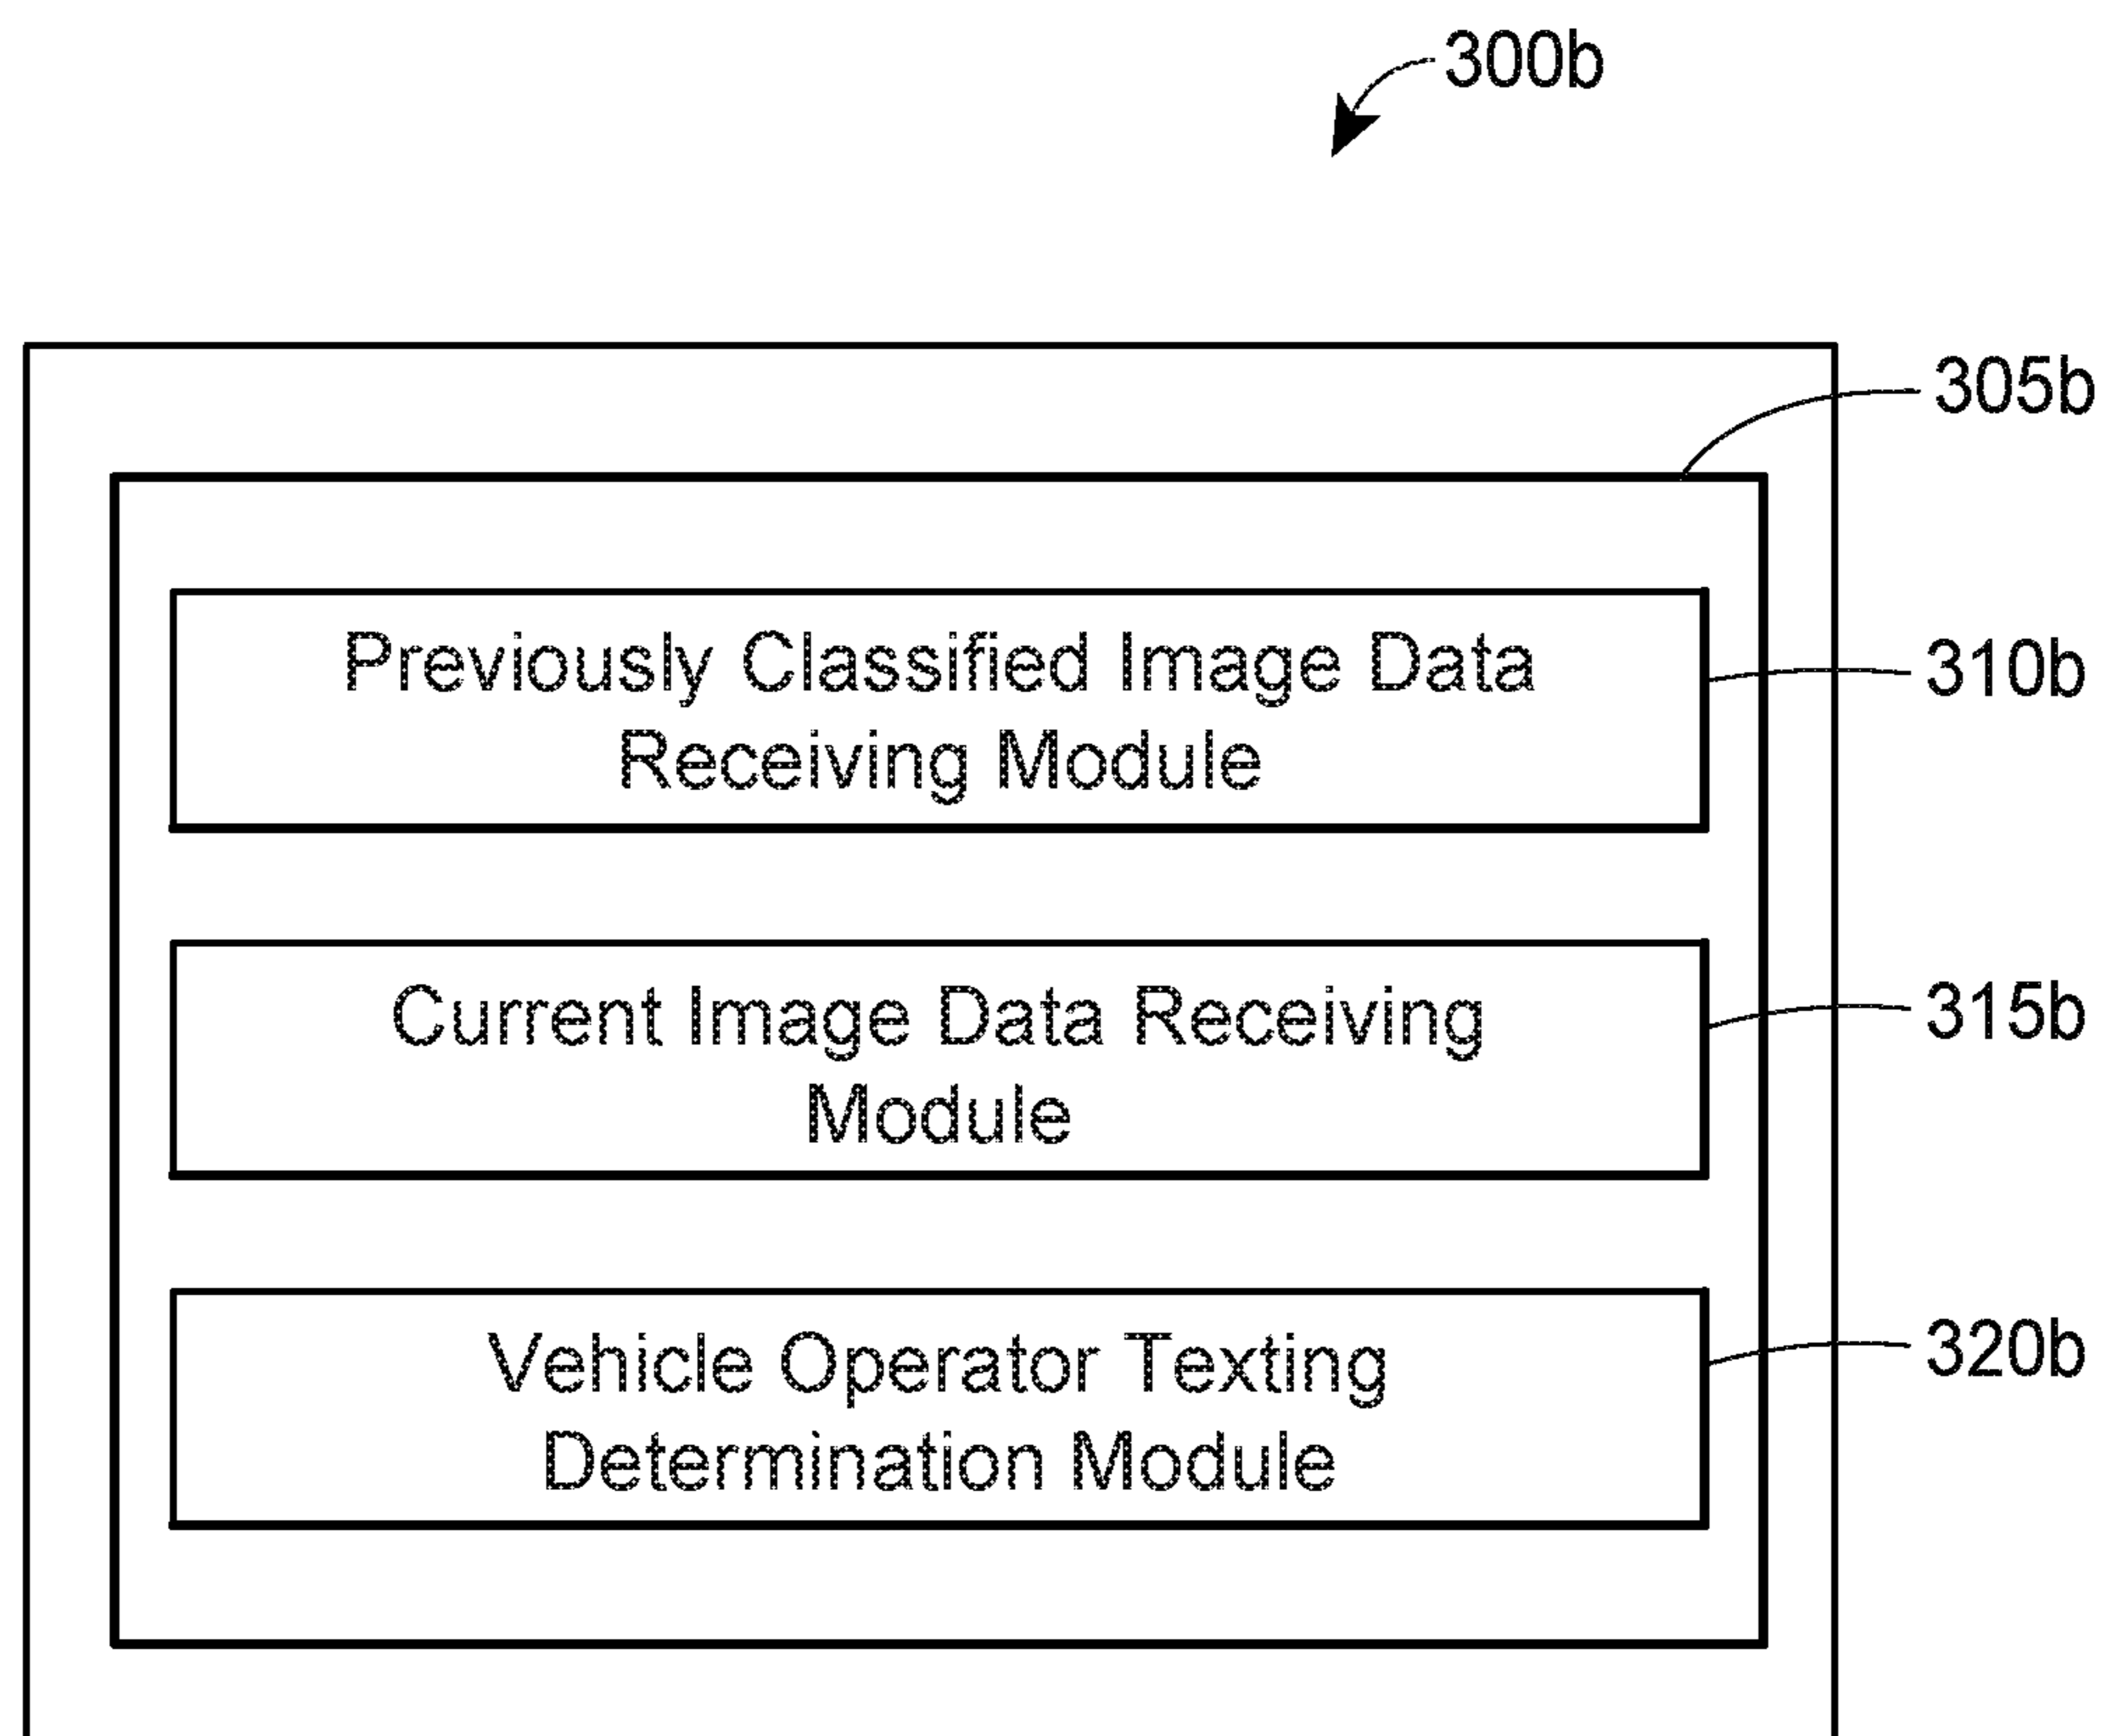 300b
305b
Previously Classified Image Data
Receiving Module
310b
Current Image Data Receiving
Module
315b
Vehicle Operator Texting
Determination Module
320b